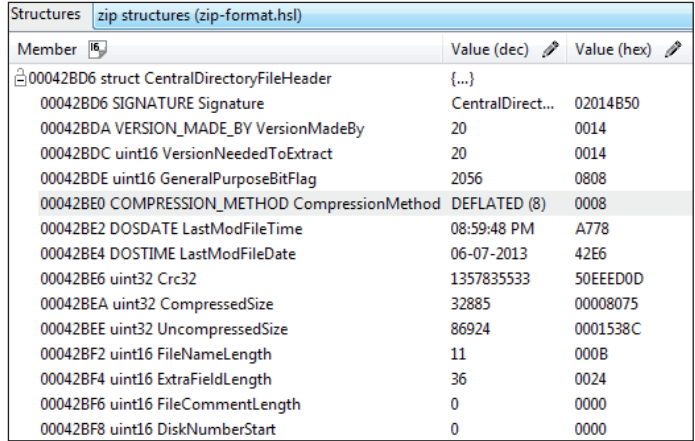 Structures zip structures (zip-format.hsl)
Member 16 Value (dec) Value (hex)
00042BD6 struct CentralDirectoryFileHeader {...}
00042BD6 SIGNATURE Signature CentralDirect... 02014B50
00042BDA VERSION_MADE_BY VersionMadeBy 20 0014
00042BDC uint16 VersionNeededToExtract 20 0014
00042BDE uint16 GeneralPurposeBitFlag 2056 0808
00042BE0 COMPRESSION_METHOD CompressionMethod DEFLATED (8) 0008
00042BE2 DOSDATE LastModFileTime 08:59:48 PM A778
00042BE4 DOSTIME LastModFileDate 06-07-2013 42E6
00042BE6 uint32 Crc32 1357835533 50EEED0D
00042BEA uint32 CompressedSize 32885 00008075
00042BEE uint32 UncompressedSize 86924 0001538C
00042BF2 uint16 FileNameLength 11 000B
00042BF4 uint16 ExtraFieldLength 36 0024
00042BF6 uint16 FileCommentLength 0 0000
00042BF8 uint16 DiskNumberStart 0 0000